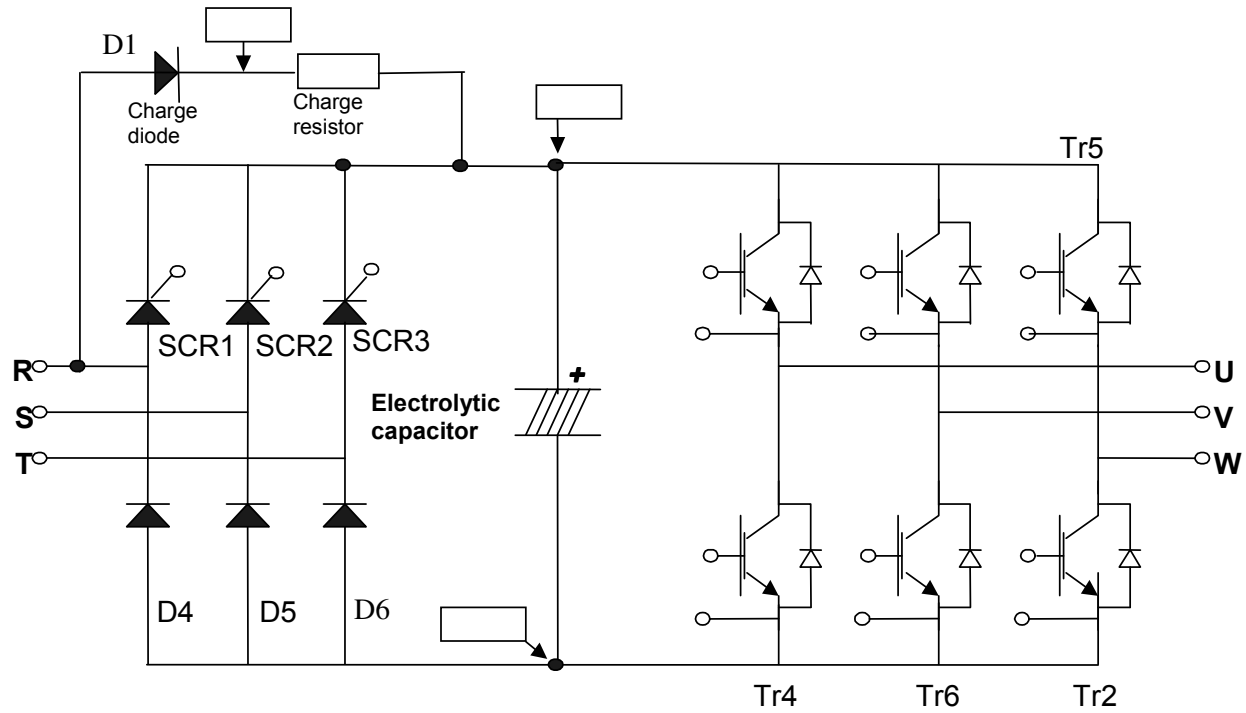 D1
Charge
diode
Charge
resistor
Tr5
SCR1
SCR2
SCR3
R
S
T
+
Electrolytic
capacitor
U
V
W
D4
D5
D6
Tr4
Tr6
Tr2